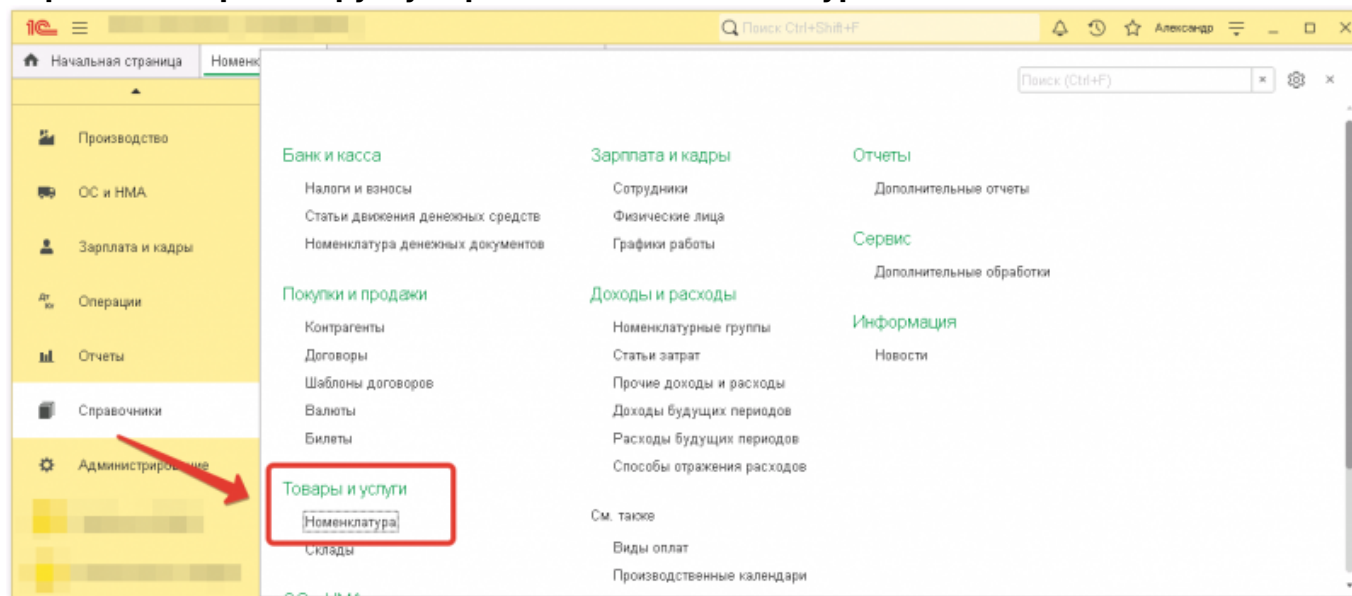 1С
Поиск Ctrl+Shift+F
Александр
Начальная страница
Номенк
Поиск (Ctrl+F)
Производство
ОС и НМА
Зарплата и кадры
Операции
Отчеты
Справочники
Администрирование
Банк и касса
Налоги и взносы
Статьи движения денежных средств
Номенклатура денежных документов
Покупки и продажи
Контрагенты
Договоры
Шаблоны договоров
Валюты
Билеты
Товары и услуги
Номенклатура
Склады
Зарплата и кадры
Сотрудники
Физические лица
Графики работы
Доходы и расходы
Номенклатурные группы
Статьи затрат
Прочие доходы и расходы
Доходы будущих периодов
Расходы будущих периодов
Способы отражения расходов
См. также
Виды оплат
Производственные календари
Отчеты
Дополнительные отчеты
Сервис
Дополнительные обработки
Информация
Новости